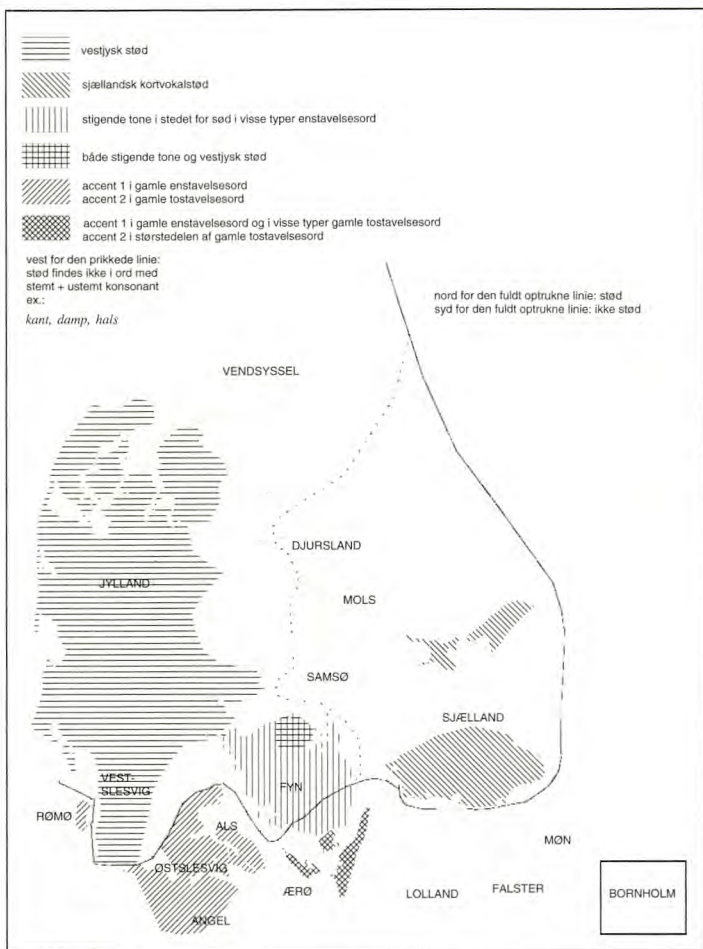 vestjysk stød
sjællandsk kortvokalstød
stigende tone i stedet for sød i visse typer enstavelsesord
både stigende tone og vestjysk stød
accent 1 i gamle enstavelsesord
accent 2 i gamle tostavelsesord
accent 1 i gamle enstavelsesord og i visse typer gamle tostavelsesord
accent 2 i størstedelen af gamle tostavelsesord
vest for den prikkede linie:
stød findes ikke i ord med
stemt + ustemt konsonant
ex.:
kant, damp, hals
nord for den fuldt optrukne linie: stød
syd for den fuldt optrukne linie: ikke stød
VENDSYSSEL
DJURSLAND
JYLLAND
MOLS
SAMSØ
SJÆLLAND
VEST-
SLESVIG
FYN
RØMØ
ALS
MØN
ØSTSLESVIG
ÆRØ
LOLLAND
FALSTER
BORNHOLM
ANGEL